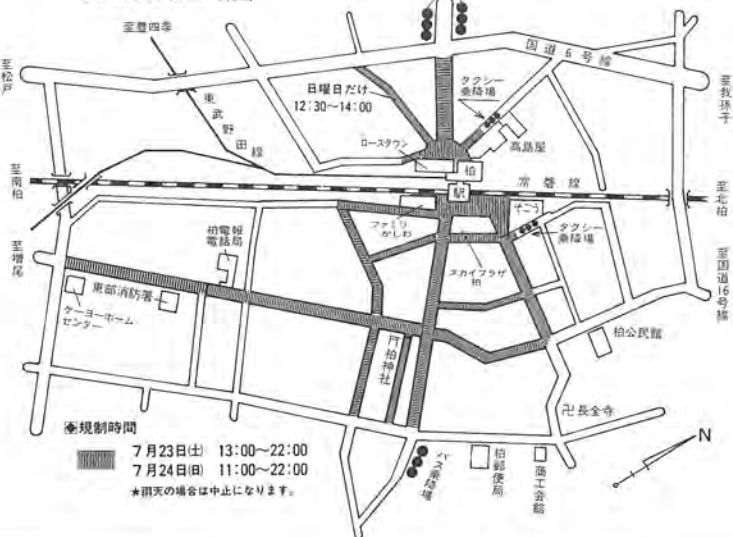 至豊四季
至松戸
東武野田線
国道6号線
日曜日だけ
12:30〜14:00
タクシー
乗降場
至我孫子
ロースタウン
高島屋
柏
駅
常磐線
至南柏
至北柏
ファミリ
かしわ
そごう
タクシー
乗降場
スカイプラザ
柏
柏電報
電話局
至増尾
至国道16号線
東部消防署
ケーヨーホーム
センター
柏神社
柏公民館
卍長全寺
規制時間
7月23日(土) 13:00〜22:00
7月24日(日) 11:00〜22:00
★雨天の場合は中止になります。
バス乗降場
柏郵便局
商工会館
N